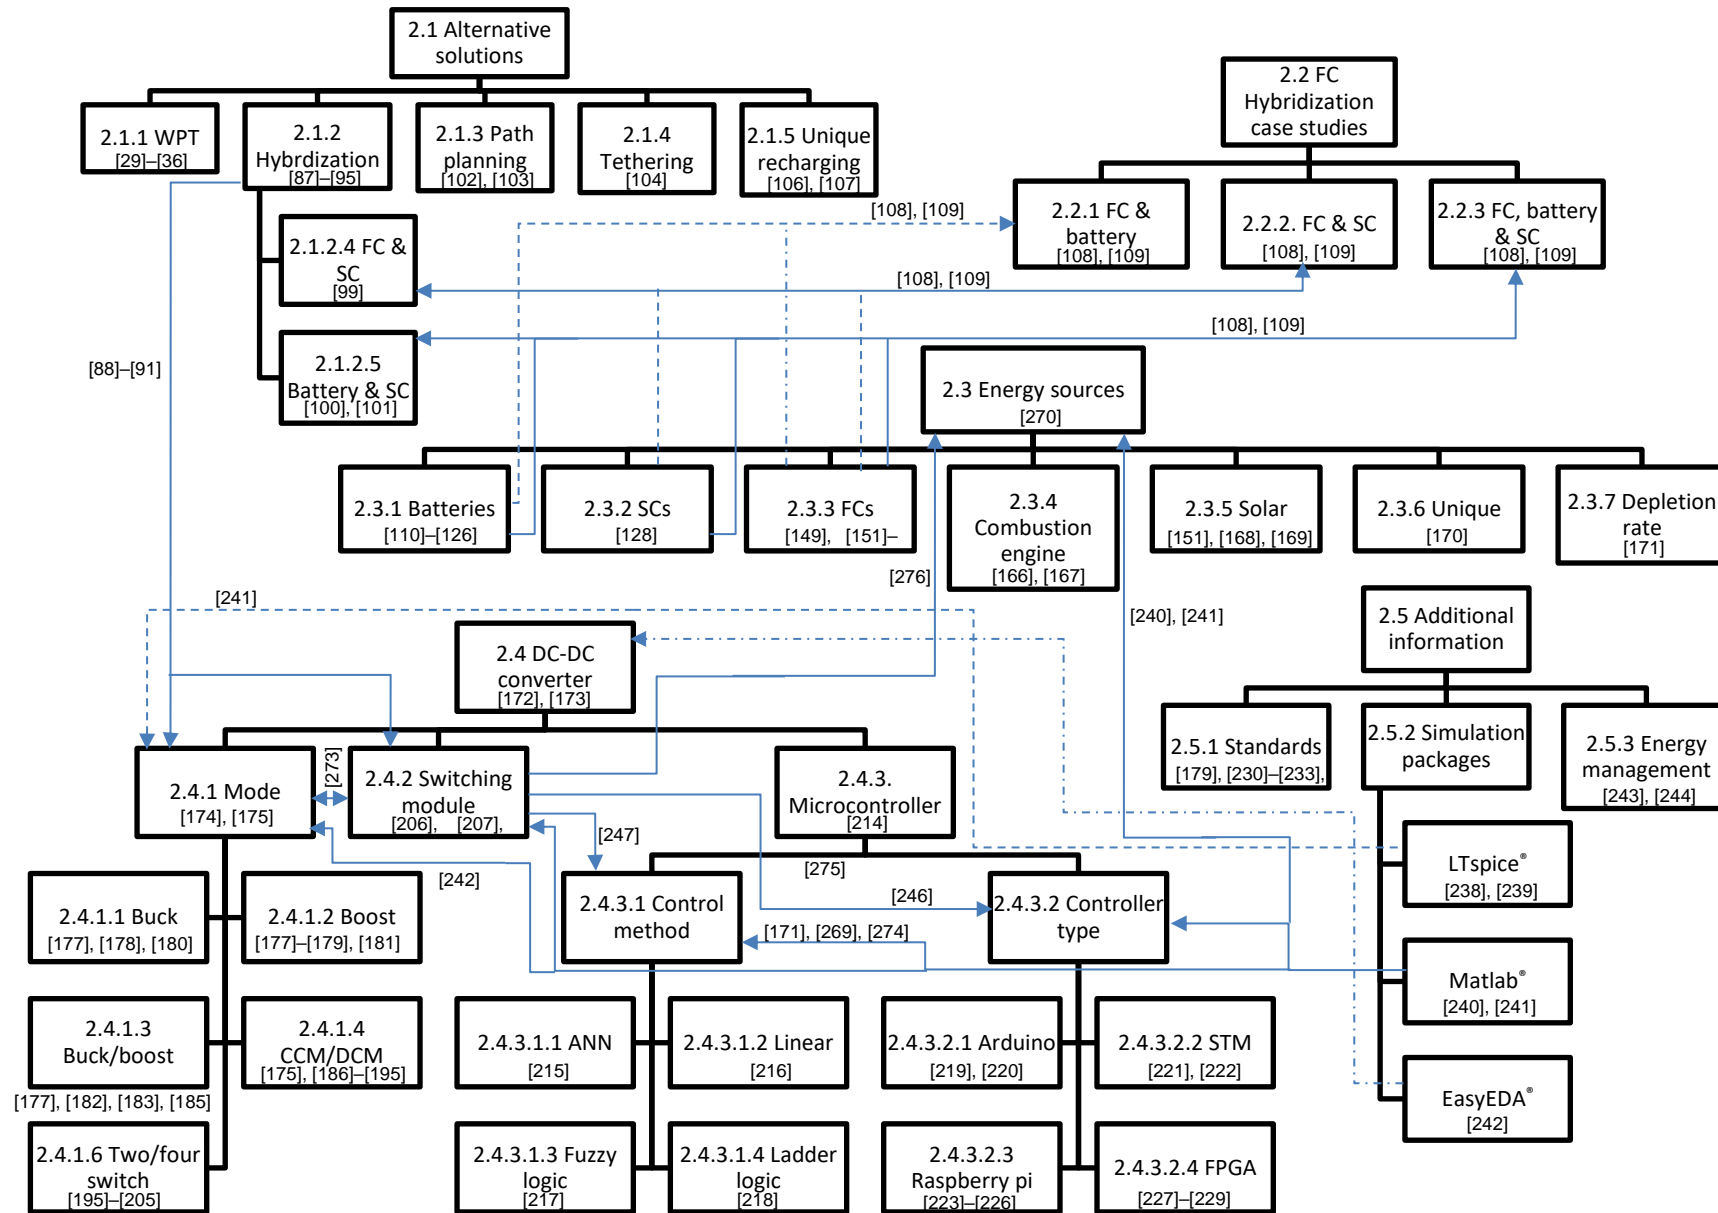 2.1 Alternative
solutions
2.1.1 WPT
[29]–[36]
2.1.2
Hybrdization
[87]–[95]
2.1.3 Path
planning
[102], [103]
2.1.4
Tethering
[104]
2.1.5 Unique
recharging
[106], [107]
2.2 FC
Hybridization
case studies
2.2.1 FC &
battery
[108], [109]
2.2.2. FC & SC
[108], [109]
2.2.3 FC, battery
& SC
[108], [109]
[108], [109]
2.1.2.4 FC &
SC
[99]
[108], [109]
[108], [109]
2.1.2.5
Battery & SC
[100], [101]
[88]–[91]
2.3 Energy sources
[270]
2.3.1 Batteries
[110]–[126]
2.3.2 SCs
[128]
2.3.3 FCs
[149], [151]–
2.3.4
Combustion
engine
[166], [167]
2.3.5 Solar
[151], [168], [169]
2.3.6 Unique
[170]
2.3.7 Depletion
rate
[171]
[276]
[240], [241]
[241]
2.4 DC-DC
converter
[172], [173]
2.5 Additional
information
2.5.1 Standards
[179], [230]–[233],
2.5.2 Simulation
packages
2.5.3 Energy
management
[243], [244]
2.4.1 Mode
[174], [175]
[273]
2.4.2 Switching
module
[206], [207],
2.4.3.
Microcontroller
[214]
[247]
[275]
[242]
[246]
[171], [269], [274]
LTspice®
[238], [239]
Matlab®
[240], [241]
EasyEDA®
[242]
2.4.1.1 Buck
[177], [178], [180]
2.4.1.2 Boost
[177]–[179], [181]
2.4.3.1 Control
method
2.4.3.2 Controller
type
2.4.1.3
Buck/boost
[177], [182], [183], [185]
2.4.1.4
CCM/DCM
[175], [186]–[195]
2.4.3.1.1 ANN
[215]
2.4.3.1.2 Linear
[216]
2.4.3.2.1 Arduino
[219], [220]
2.4.3.2.2 STM
[221], [222]
2.4.1.6 Two/four
switch
[195]–[205]
2.4.3.1.3 Fuzzy
logic
[217]
2.4.3.1.4 Ladder
logic
[218]
2.4.3.2.3
Raspberry pi
[223]–[226]
2.4.3.2.4 FPGA
[227]–[229]